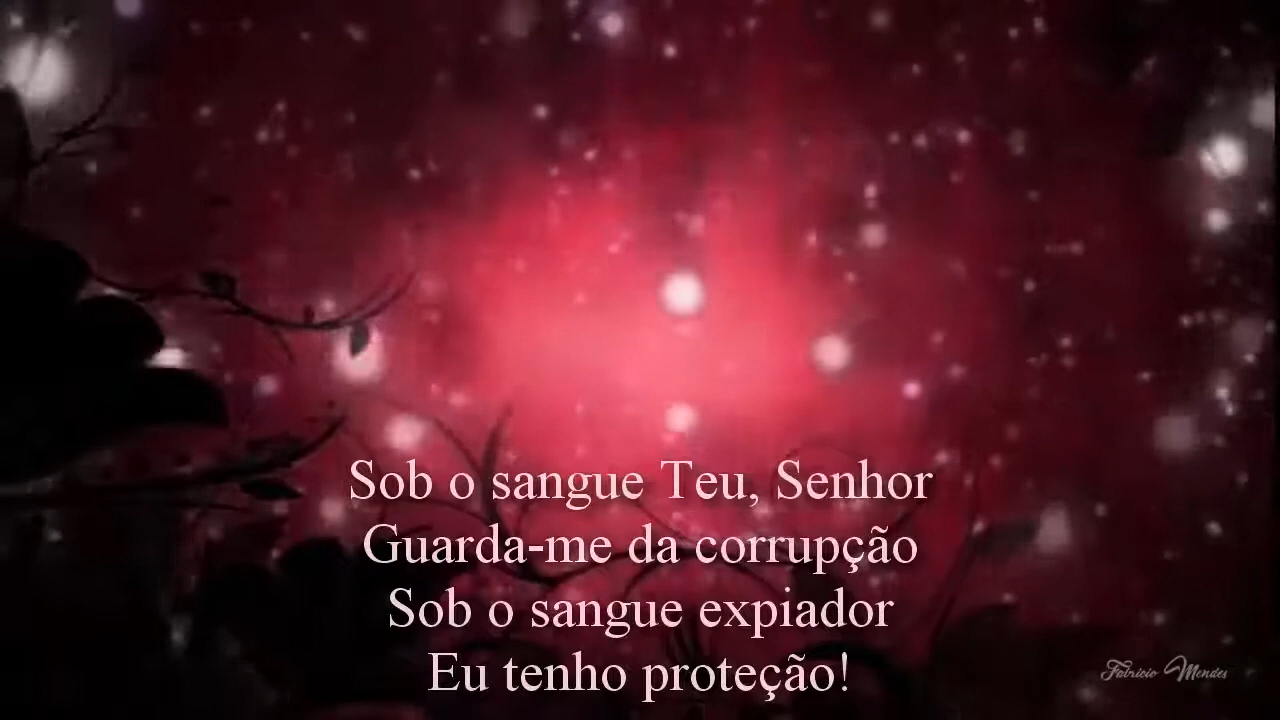 Sob o sangue Teu, Senhor
Guarda-me da corrupção
Sob o sangue expiador
Eu tenho proteção!
Fabricio Mendes